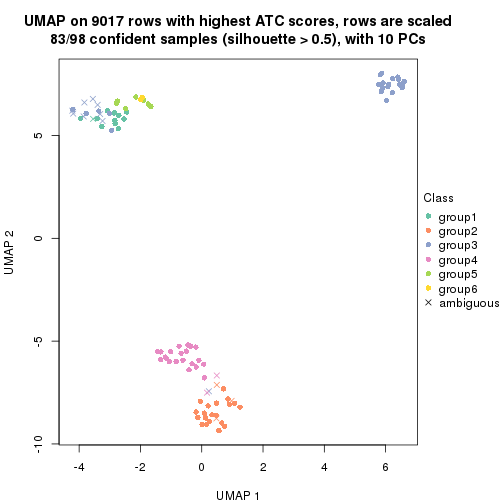 UMAP on 9017 rows with highest ATC scores, rows are scaled
83/98 confident samples (silhouette > 0.5), with 10 PCs
UMAP 2
5
0
-5
-10
-4
-2
0
2
4
6
UMAP 1
Class
group1
group2
group3
group4
group5
group6
ambiguous